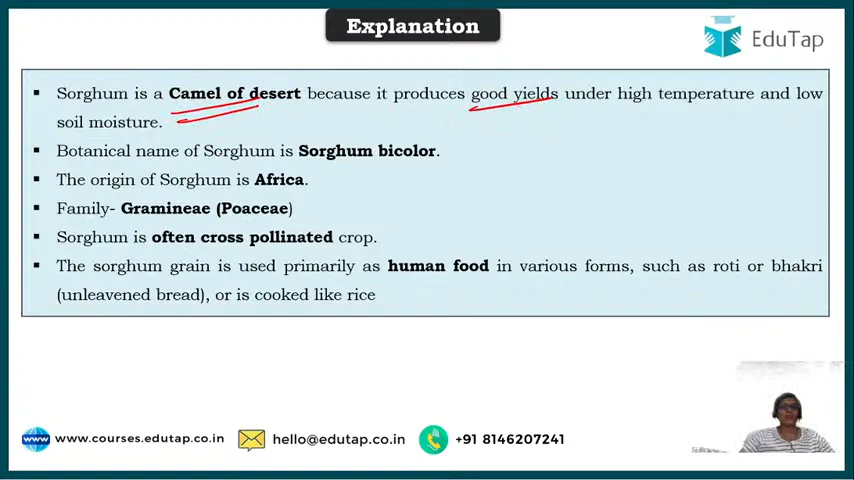 Explanation
EduTap
▪ Sorghum is a Camel of desert because it produces good yields under high temperature and low
soil moisture.
▪ Botanical name of Sorghum is Sorghum bicolor.
▪ The origin of Sorghum is Africa.
▪ Family- Gramineae (Poaceae)
▪ Sorghum is often cross pollinated crop.
▪ The sorghum grain is used primarily as human food in various forms, such as roti or bhakri
(unleavened bread), or is cooked like rice
www www.courses.edutap.co.in hello@edutap.co.in +91 8146207241